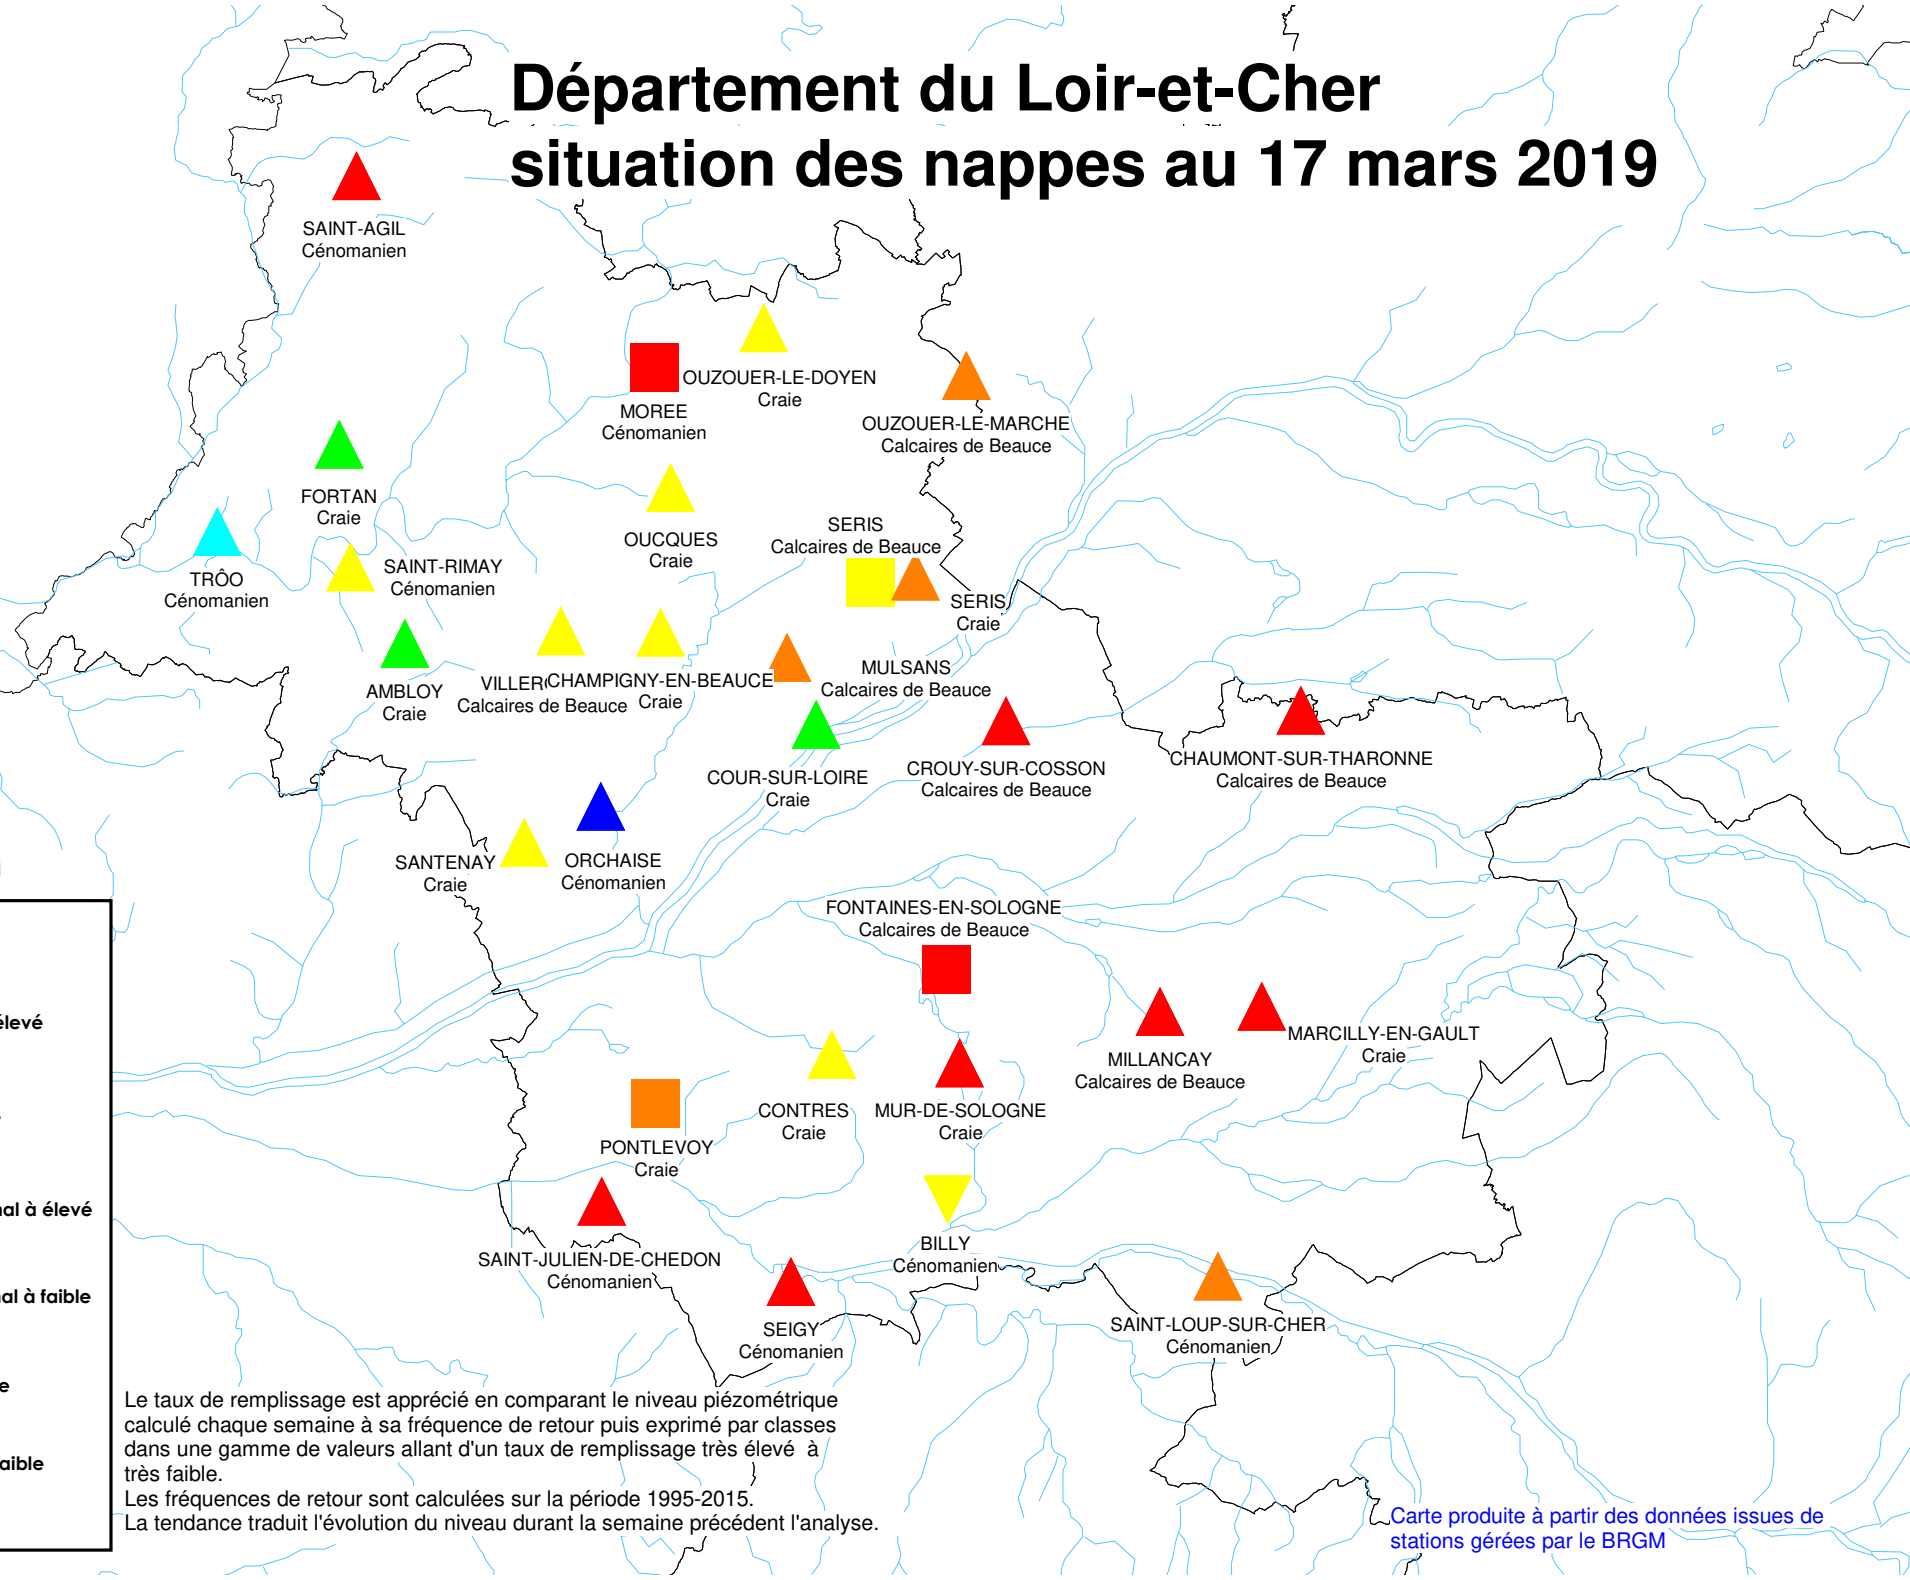 Département du Loir-et-Cher
situation des nappes au 17 mars 2019
SAINT-AGIL
Cénomanien
OUZOUER-LE-DOYEN
Craie
MOREE
Cénomanien
OUZOUER-LE-MARCHE
Calcaires de Beauce
FORTAN
Craie
OUCQUES
Craie
SERIS
Calcaires de Beauce
TRÔO
Cénomanien
SAINT-RIMAY
Cénomanien
SERIS
Craie
AMBLOY
Craie
VILLER
Calcaires de Beauce
CHAMPIGNY-EN-BEAUCE
Craie
MULSANS
Calcaires de Beauce
COUR-SUR-LOIRE
Craie
CROUY-SUR-COSSON
Calcaires de Beauce
CHAUMONT-SUR-THARONNE
Calcaires de Beauce
SANTENAY
Craie
ORCHAISE
Cénomanien
FONTAINES-EN-SOLOGNE
Calcaires de Beauce
MILLANCAY
Calcaires de Beauce
MARCILLY-EN-GAULT
Craie
CONTRES
Craie
MUR-DE-SOLOGNE
Craie
PONTLEVOY
Craie
SAINT-JULIEN-DE-CHEDON
Cénomanien
BILLY
Cénomanien
SEIGY
Cénomanien
SAINT-LOUP-SUR-CHER
Cénomanien
élevé
al à élevé
al à faible
e
aible
Le taux de remplissage est apprécié en comparant le niveau piézométrique
calculé chaque semaine à sa fréquence de retour puis exprimé par classes
dans une gamme de valeurs allant d'un taux de remplissage très élevé à
très faible.
Les fréquences de retour sont calculées sur la période 1995-2015.
La tendance traduit l'évolution du niveau durant la semaine précédent l'analyse.
Carte produite à partir des données issues de
stations gérées par le BRGM